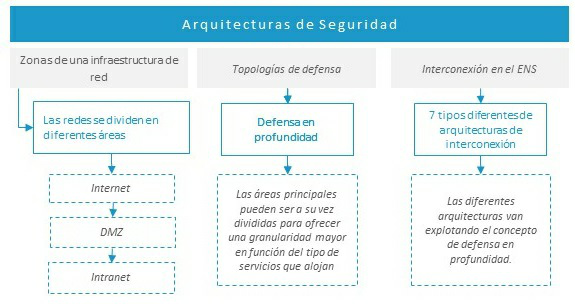 Arquitecturas de Seguridad
Zonas de una infraestructura de
red
Las redes se dividen en
diferentes áreas
Internet
DMZ
Intranet
Topologías de defensa
Defensa en
profundidad
Las áreas principales
pueden ser a su vez
divididas para ofrecer
una granularidad mayor
en función del tipo de
servicios que alojan
Interconexión en el ENS
7 tipos diferentes de
arquitecturas de
interconexión
Las diferentes
arquitecturas van
explotando el concepto
de defensa en
profundidad.